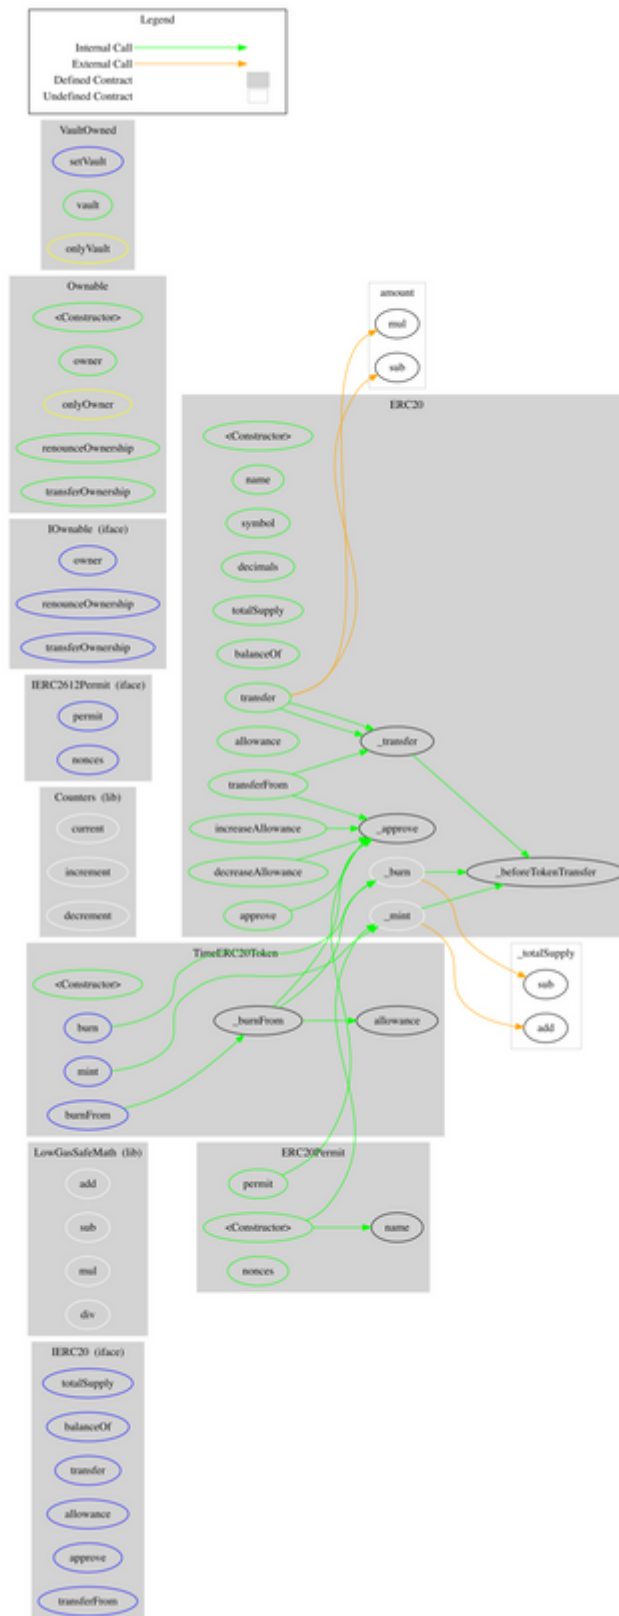 Legend
Internal Call
External Call
Defined Contract
Undefined Contract
VaultOwned
setVault
vault
onlyVault
Ownable
<Constructor>
owner
onlyOwner
renounceOwnership
transferOwnership
IOwnable (iface)
owner
renounceOwnership
transferOwnership
IERC2612Permit (iface)
permit
nonces
Counters (lib)
current
increment
decrement
amount
mul
sub
ERC20
<Constructor>
name
symbol
decimals
totalSupply
balanceOf
transfer
allowance
transferFrom
increaseAllowance
decreaseAllowance
approve
_transfer
_approve
_burn
_mint
_beforeTokenTransfer
_totalSupply
sub
add
TimeERC20Token
<Constructor>
burn
mint
burnFrom
_burnFrom
allowance
LowGasSafeMath (lib)
add
sub
mul
div
ERC20Permit
permit
<Constructor>
nonces
name
IERC20 (iface)
totalSupply
balanceOf
transfer
allowance
approve
transferFrom